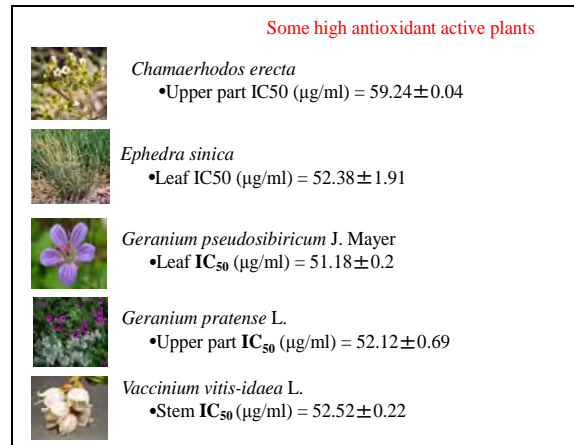 Some high antioxidant active plants
Chamaerhodos erecta
•Upper part IC50 (μg/ml) = 59.24±0.04
Ephedra sinica
•Leaf IC50 (μg/ml) = 52.38±1.91
Geranium pseudosibiricum J. Mayer
•Leaf IC50 (μg/ml) = 51.18±0.2
Geranium pratense L.
•Upper part IC50 (μg/ml) = 52.12±0.69
Vaccinium vitis-idaea L.
•Stem IC50 (μg/ml) = 52.52±0.22